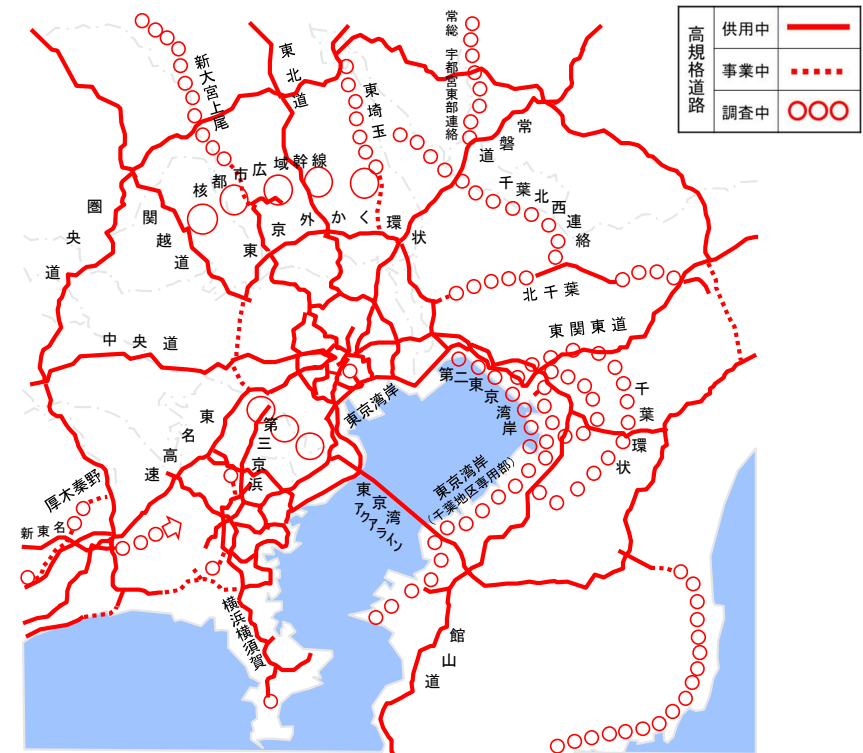 高規格道路
供用中
事業中
調査中
常総・宇都宮東部連絡
新大宮上尾
東北道
東埼玉
常磐道
核都市広域幹線
千葉北西連絡
圏央道
関越道
東京外かく環状
北千葉
東関東道
中央道
第二東京湾岸
千葉環状
東京湾岸
東名高速
第三京浜
東京湾岸
(千葉地区専用部)
厚木秦野
東京湾
アクアライン
新東名
横浜横須賀
館山道